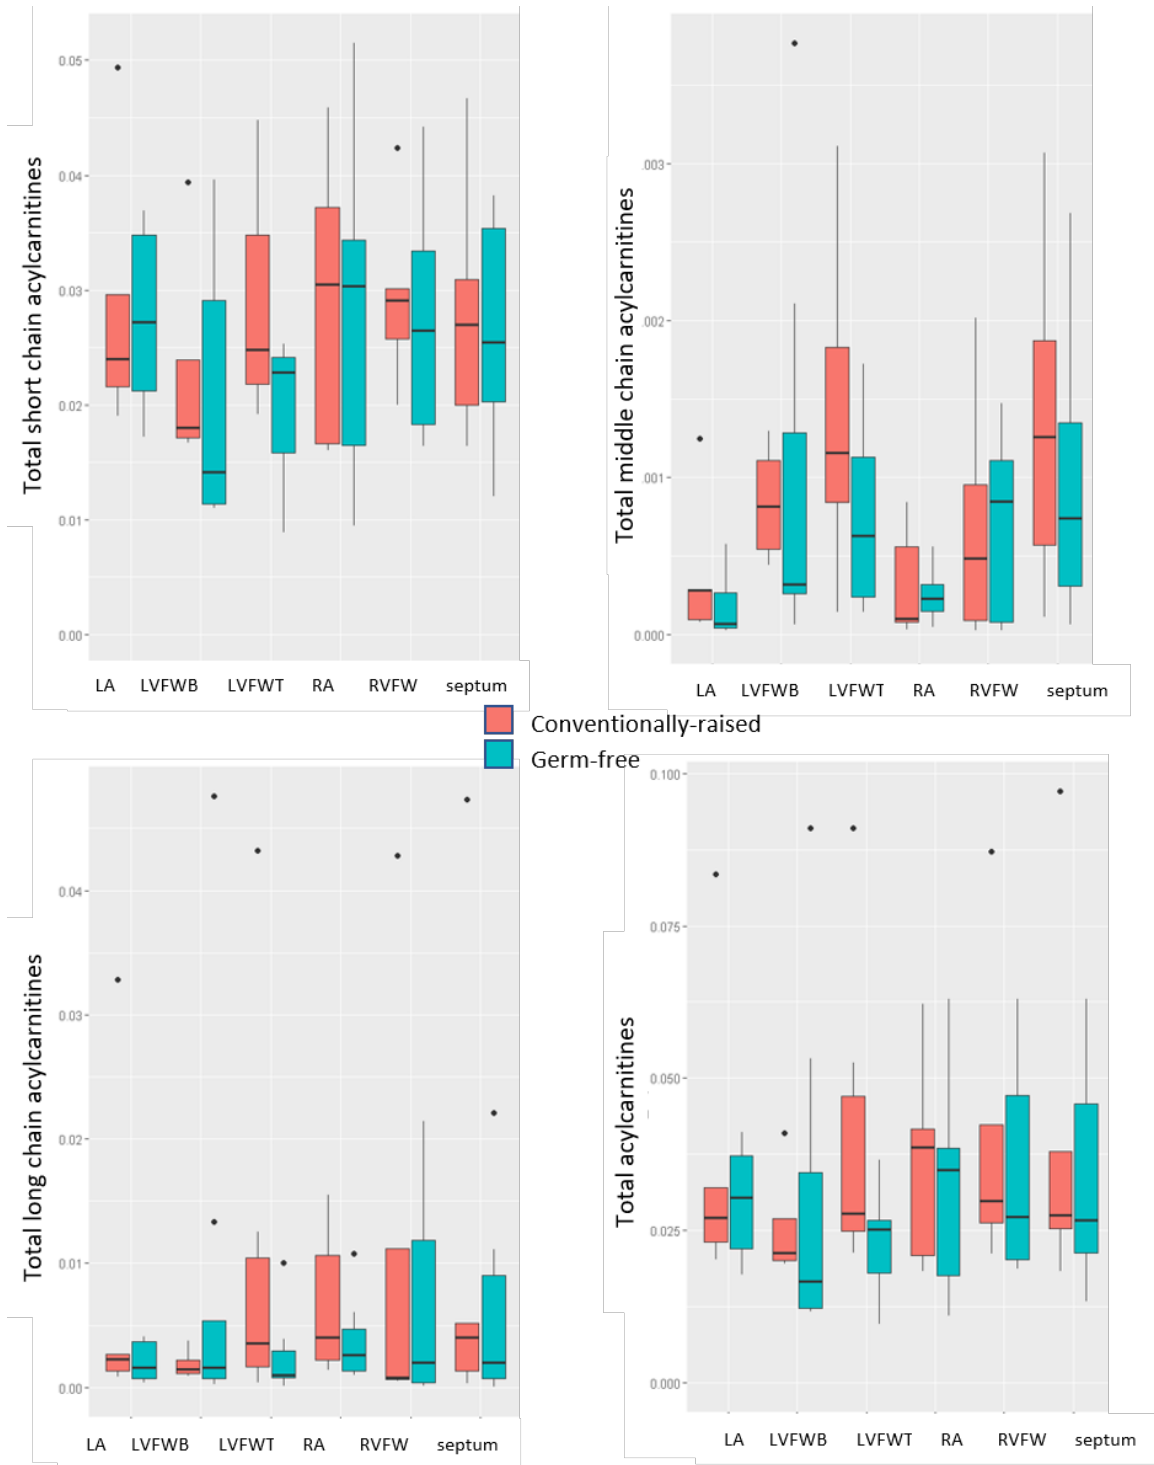 Total short chain acylcarnitines
0.05
0.04
0.03
0.02
0.01
0.00
LA LVFWB LVFWT RA RVFW septum
Total middle chain acylcarnitines
.003
.002
.001
0.000
LA LVFWB LVFWT RA RVFW septum
Conventionally-raised
Germ-free
Total long chain acylcarnitines
0.04
0.03
0.02
0.01
0.00
LA LVFWB LVFWT RA RVFW septum
Total acylcarnitines
0.100
0.075
0.050
0.025
0.000
LA LVFWB LVFWT RA RVFW septum